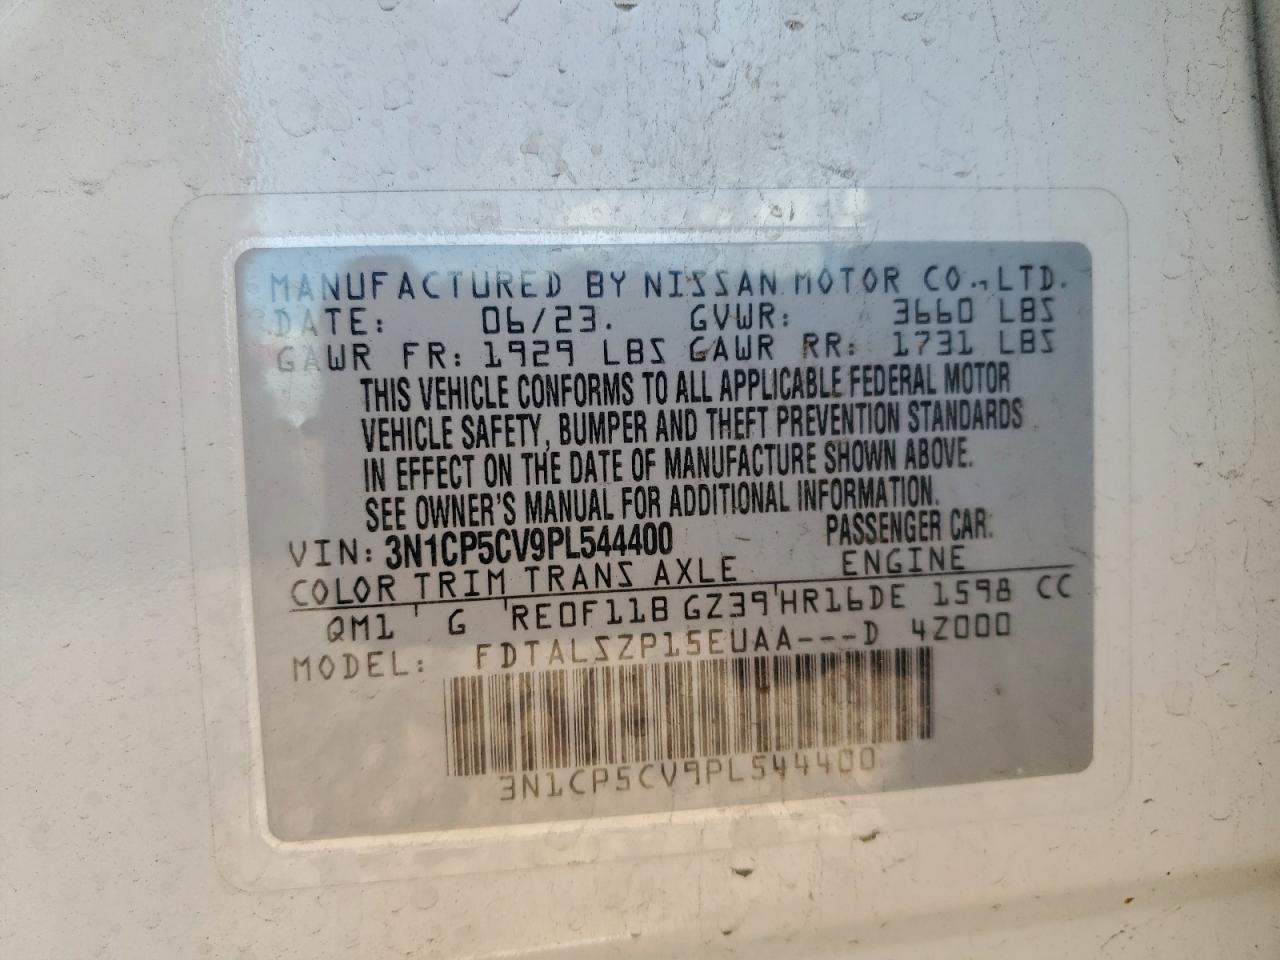 MANUFACTURED BY NISSAN MOTOR CO., LTD.
DATE: 06/23. GVWR: 3660 LBS
GAWR FR: 1929 LBS GAWR RR: 1731 LBS
THIS VEHICLE CONFORMS TO ALL APPLICABLE FEDERAL MOTOR
VEHICLE SAFETY, BUMPER AND THEFT PREVENTION STANDARDS
IN EFFECT ON THE DATE OF MANUFACTURE SHOWN ABOVE.
SEE OWNER'S MANUAL FOR ADDITIONAL INFORMATION.
VIN: 3N1CP5CV9PL544400 PASSENGER CAR.
COLOR TRIM TRANS AXLE ENGINE
QM1 G RE0F11B GZ39 HR16DE 1598 CC
MODEL: FDTALSZP15EUAA---D 4Z000
3N1CP5CV9PL544400